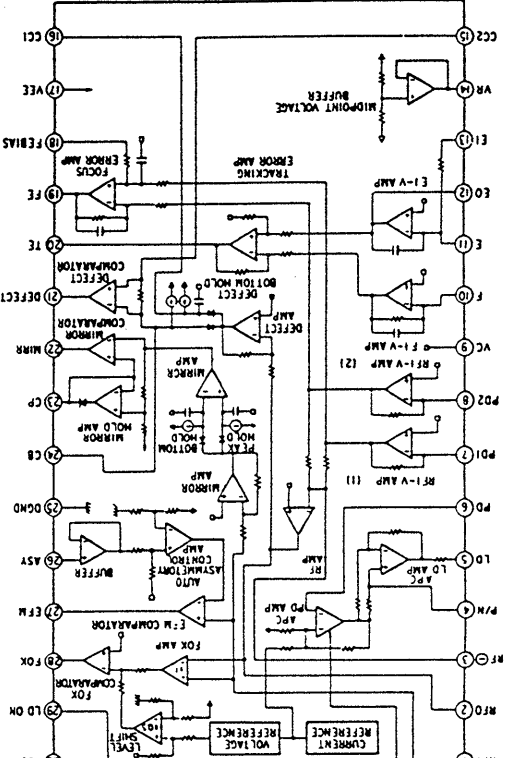 CC1 16
15 CC2
VEE 17
14 VR
MIDPOINT VOLTAGE
BUFFER
FEBIAS 18
13 EI
FOCUS
ERROR AMP
TRACKING
ERROR AMP
FE 19
12 EO
E I-V AMP
TE 20
11 E
DEFECT
COMPARATOR
DEFECT
BOTTOM HOLD
DEFECT 21
10 F
DEFECT
AMP
MIRROR
COMPARATOR
F I-V AMP
MIRR 22
9 VC
MIRROR
AMP
RF I-V AMP (2)
CP 23
8 PD2
MIRROR
HOLD AMP
BOTTOM
HOLD
PEAK
HOLD
CB 24
7 PD1
RF I-V AMP (1)
MIRROR
AMP
DGND 25
6 PD
RF
AMP
ASY 26
BUFFER
AUTO
ASYMMETORY
CONTROL
AMP
5 LD
APC
LD AMP
EFM 27
EFM COMPARATOR
APC
PD AMP
4 P/N
FOX 28
FOX AMP
3 RF⊖
FOX
COMPARATOR
LD ON 29
2 RFO
LEVEL
SHIFT
VOLTAGE
REFERENCE
CURRENT
REFERENCE